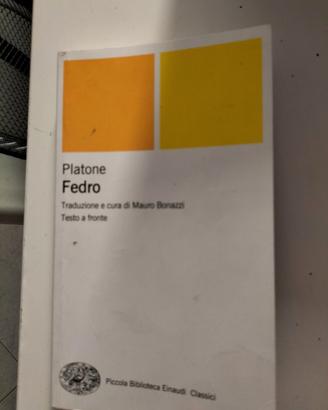 Platone
Fedro
Traduzione e cura di Mauro Bonazzi
Testo a fronte
Piccola Biblioteca Einaudi Classici